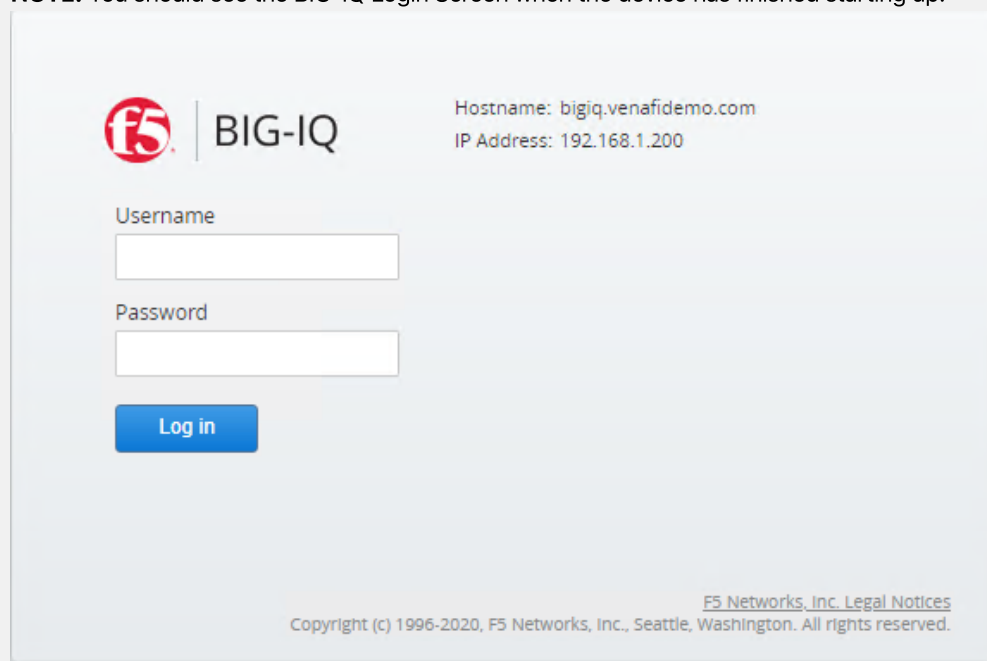 NOTE: You should see the BIG-IQ Login Screen when the device has finished starting up.
f5 BIG-IQ
Hostname: bigiq.venafidemo.com
IP Address: 192.168.1.200
Username
Password
Log in
F5 Networks, Inc. Legal Notices
Copyright (c) 1996-2020, F5 Networks, Inc., Seattle, Washington. All rights reserved.